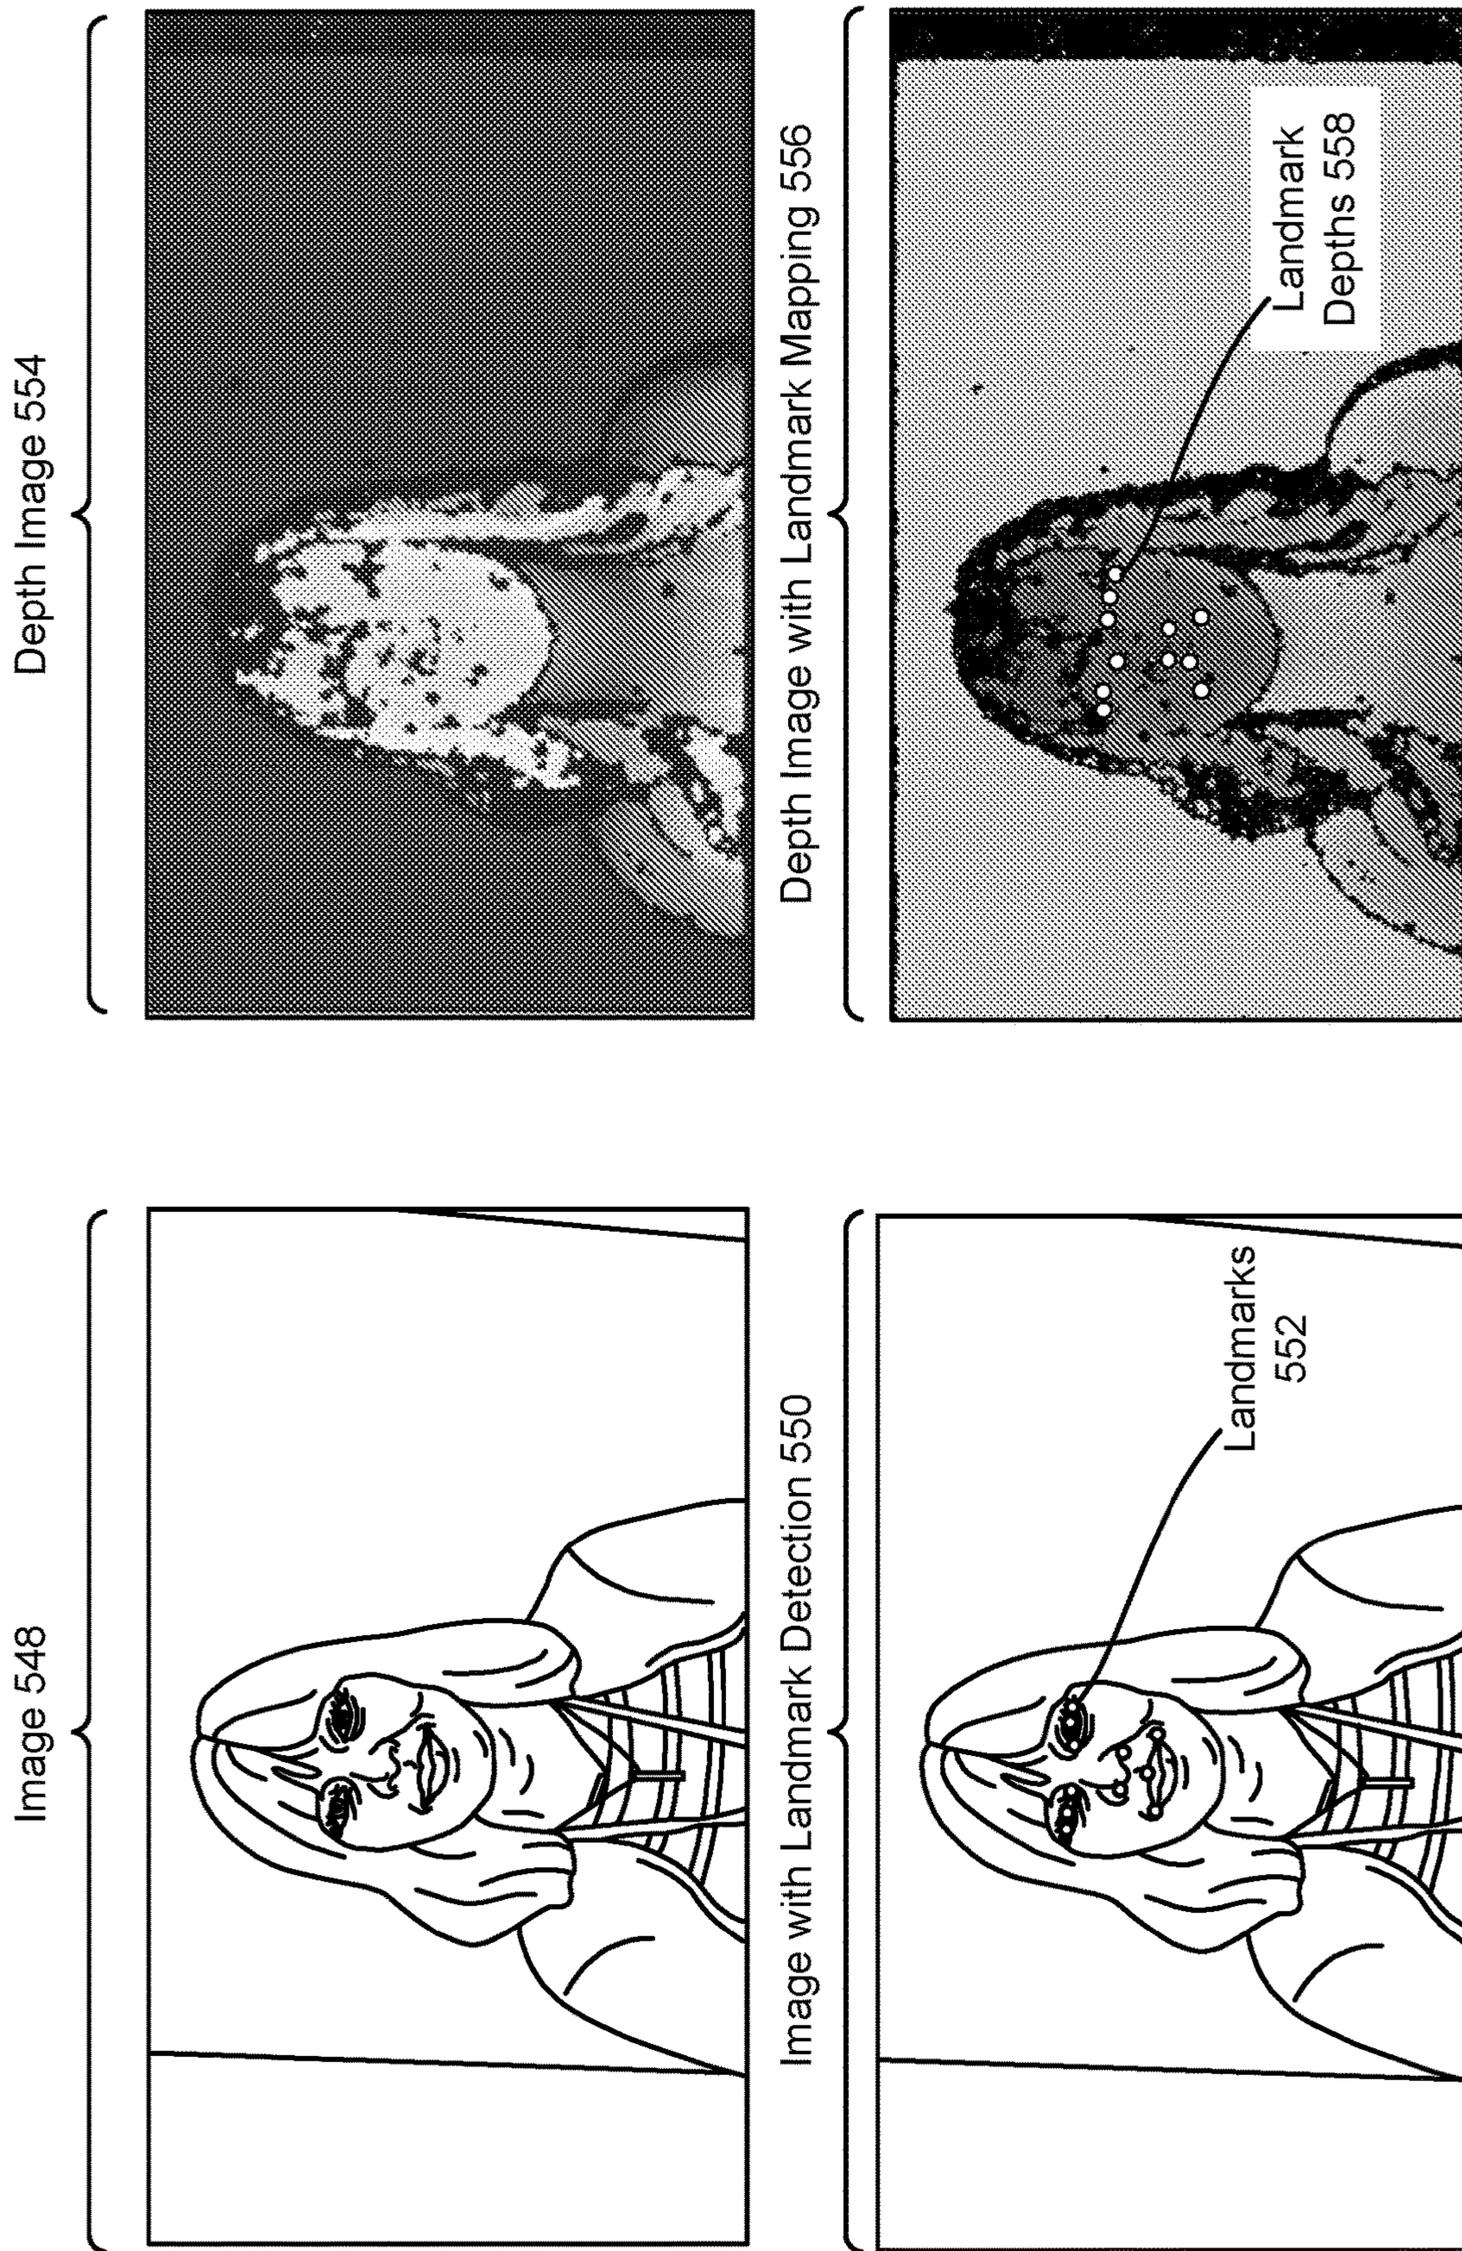 Image 548
Depth Image 554
Image with Landmark Detection 550
Landmarks
552
Depth Image with Landmark Mapping 556
Landmark
Depths 558